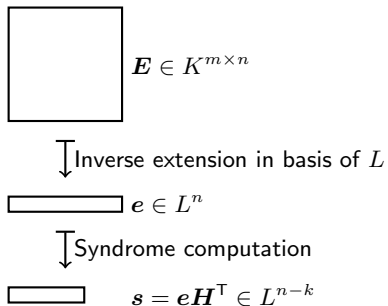 E ∈ K^{m×n}
Inverse extension in basis of L
e ∈ L^n
Syndrome computation
s = eH^⊤ ∈ L^{n−k}